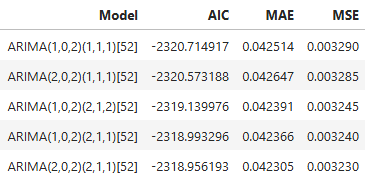 Model AIC MAE MSE
ARIMA(1,0,2)(1,1,1)[52] -2320.714917 0.042514 0.003290
ARIMA(2,0,2)(1,1,1)[52] -2320.573188 0.042647 0.003285
ARIMA(1,0,2)(2,1,2)[52] -2319.139976 0.042391 0.003245
ARIMA(1,0,2)(2,1,1)[52] -2318.993296 0.042366 0.003240
ARIMA(2,0,2)(2,1,1)[52] -2318.956193 0.042305 0.003230